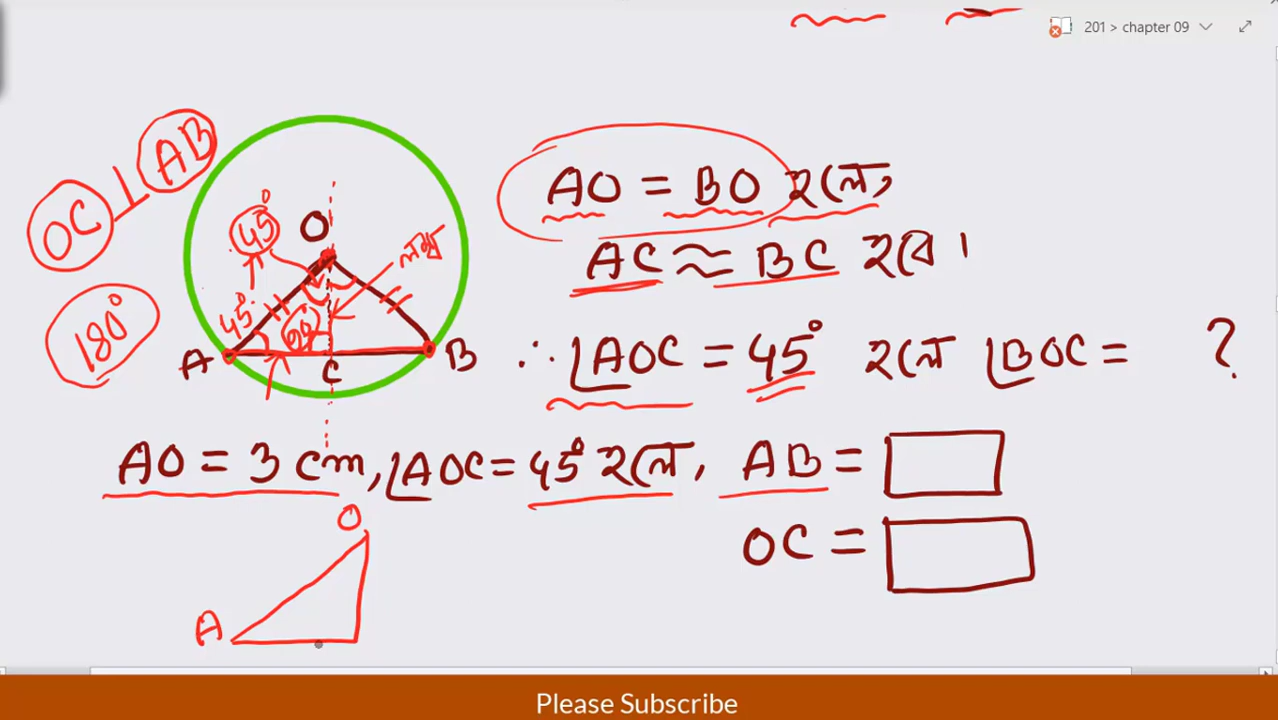 201 > chapter 09
OC ⊥ AB
180°
45°
O
45°
90°
লম্ব
A
C
B
AO = BO হলে,
AC ≈ BC হবে।
∴ ∠AOC = 45° হলে ∠BOC = ?
AO = 3 cm, ∠AOC = 45° হলে, AB =
OC =
O
A
Please Subscribe